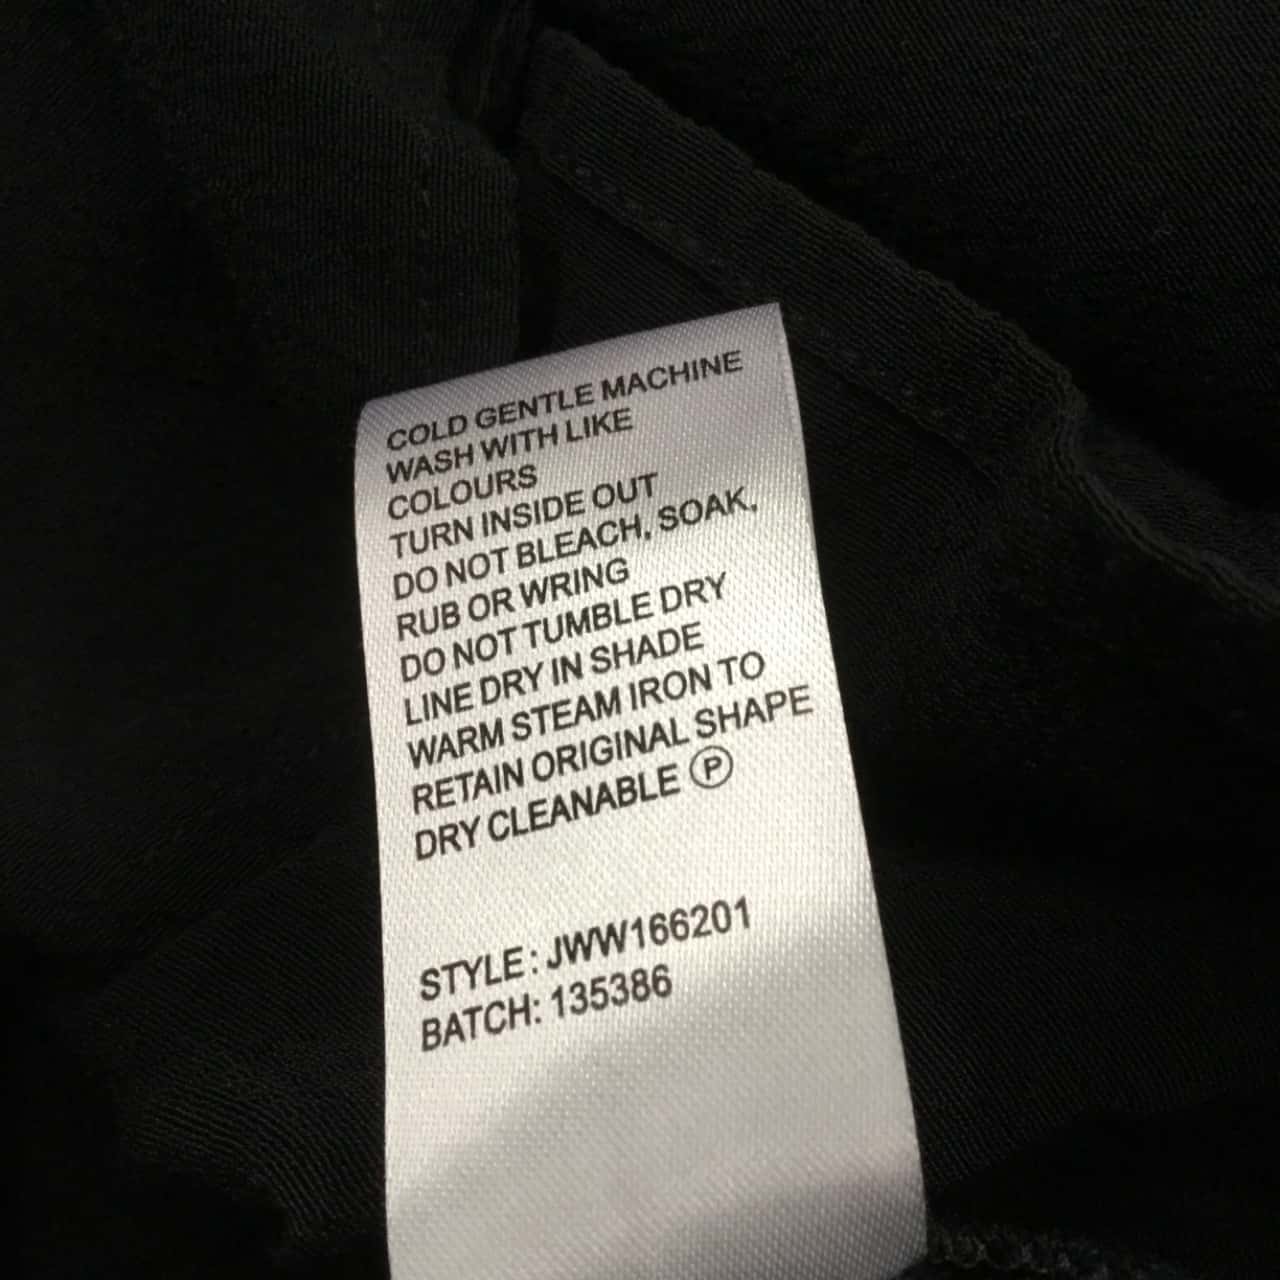 COLD GENTLE MACHINE
WASH WITH LIKE
COLOURS
TURN INSIDE OUT
DO NOT BLEACH, SOAK,
RUB OR WRING
DO NOT TUMBLE DRY
LINE DRY IN SHADE
WARM STEAM IRON TO
RETAIN ORIGINAL SHAPE
DRY CLEANABLE Ⓟ
STYLE: JWW166201
BATCH: 135386